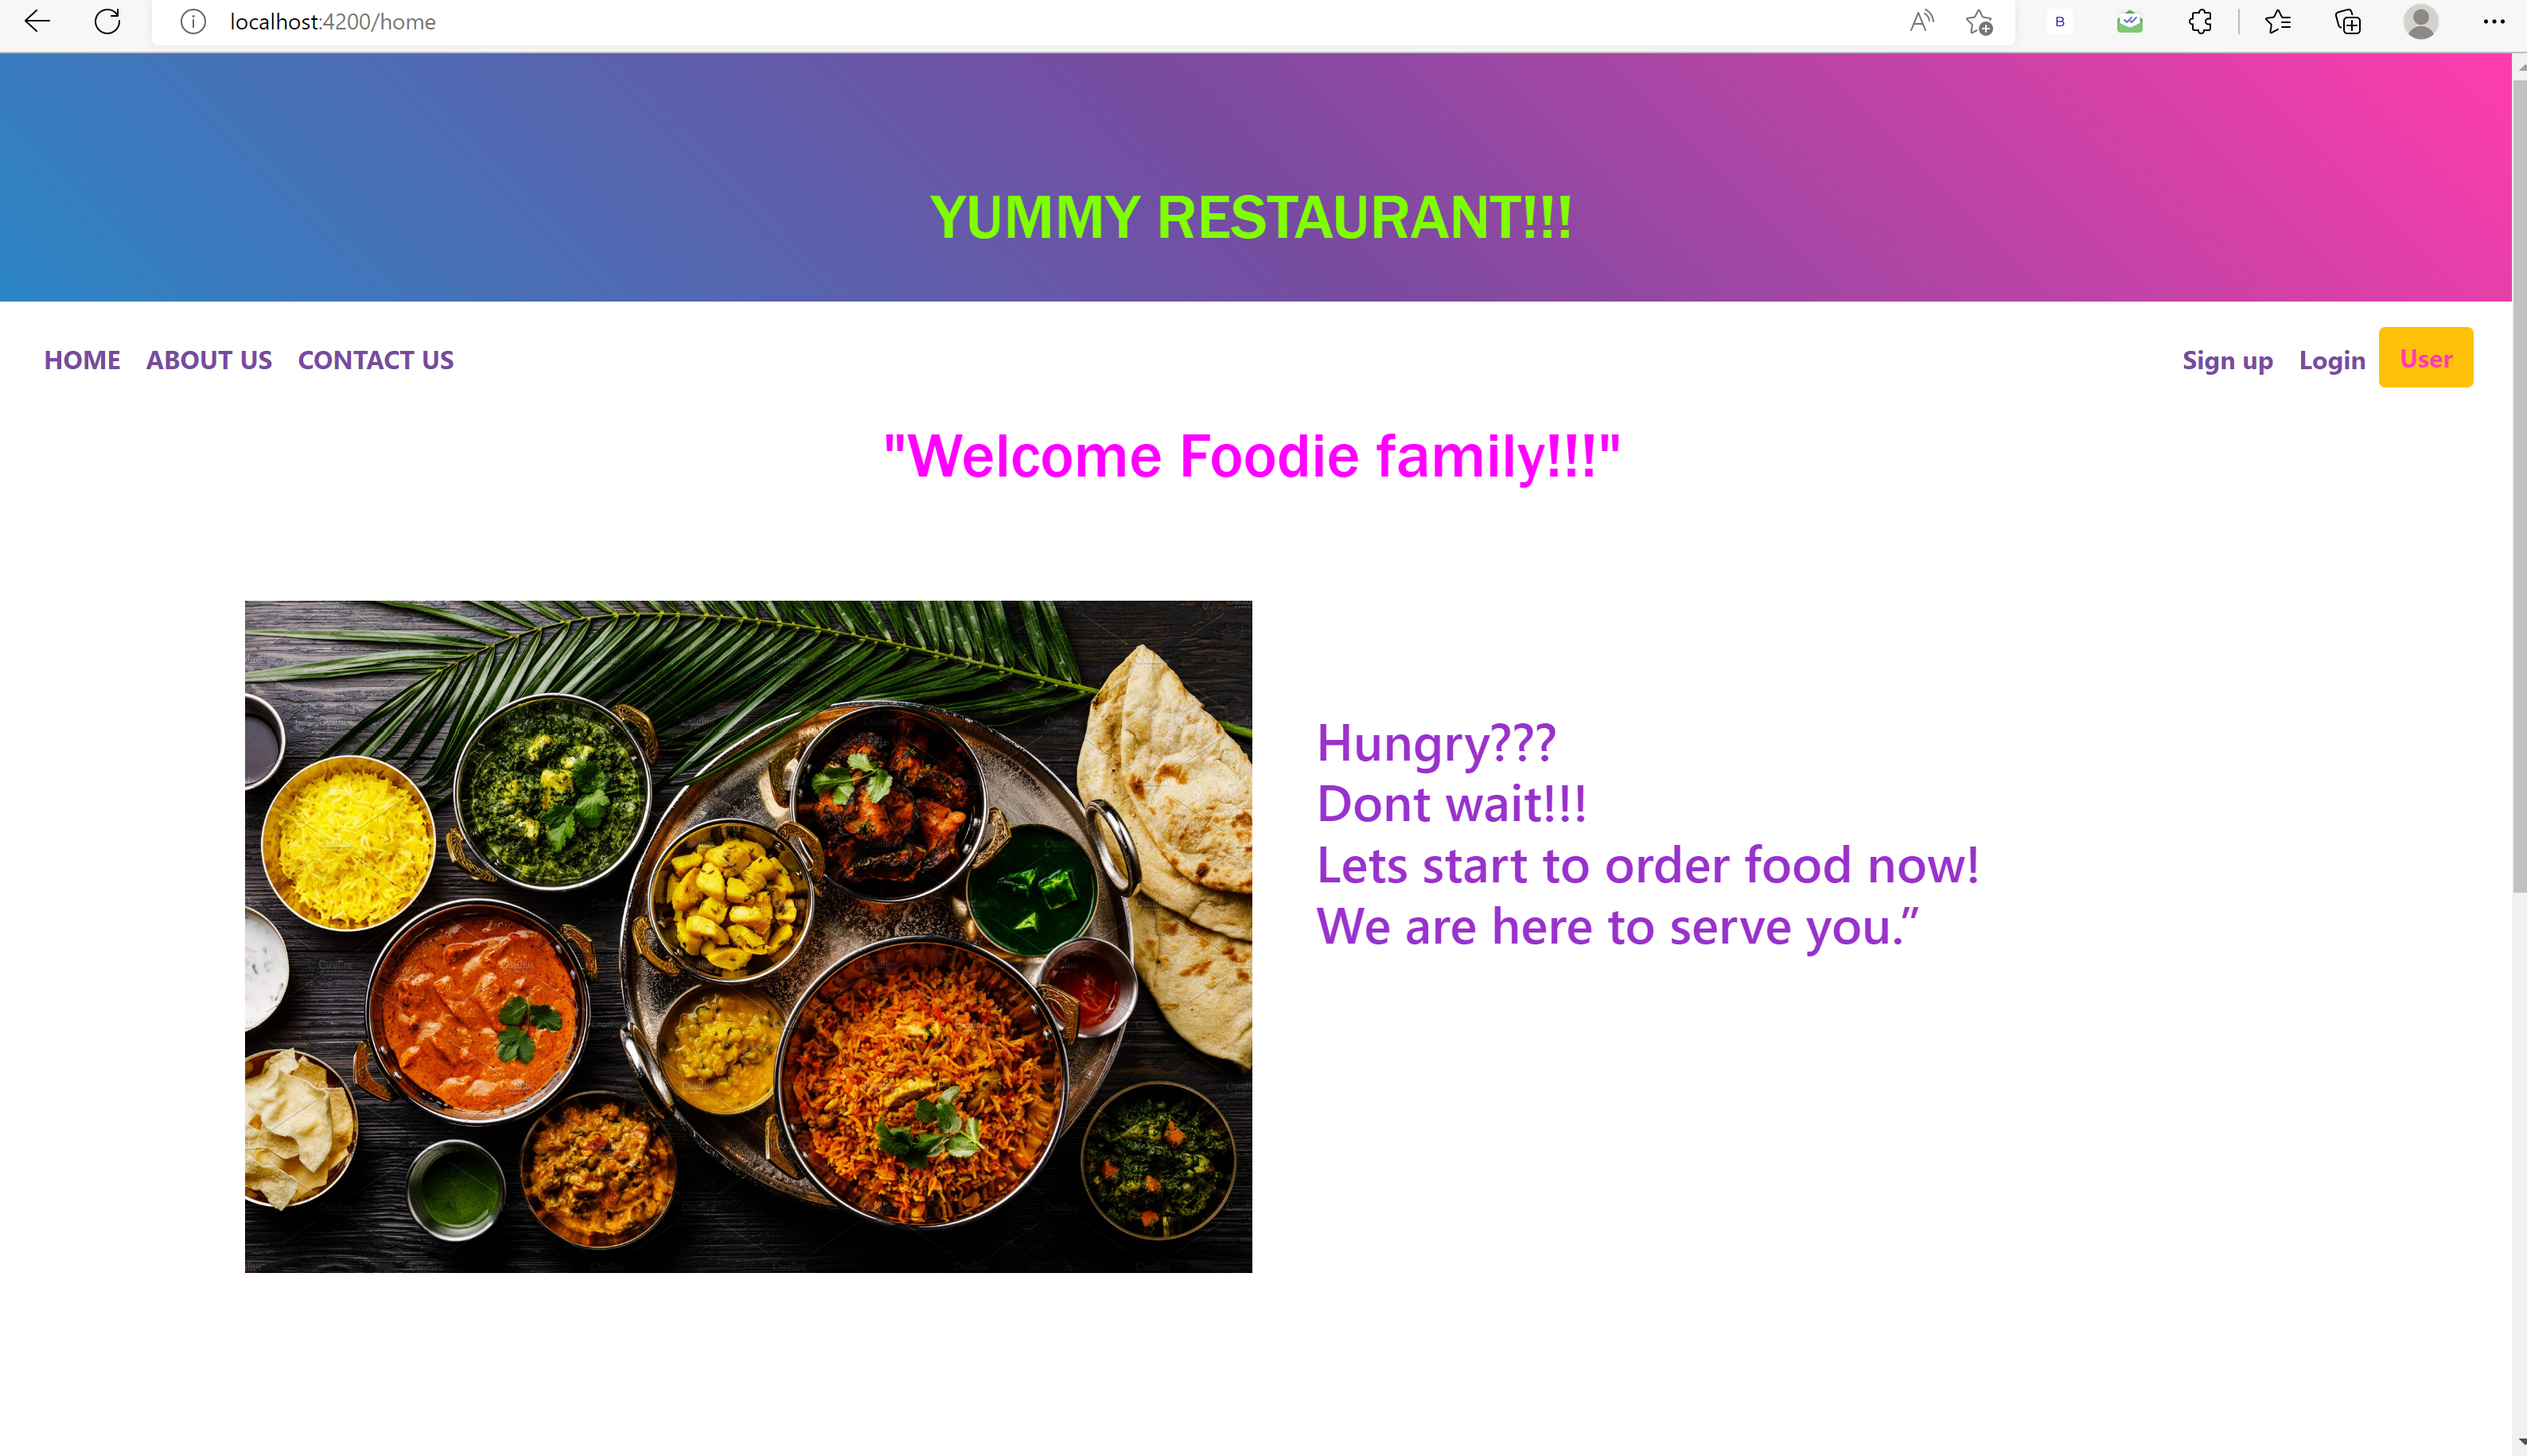 localhost:4200/home
B
YUMMY RESTAURANT!!!
HOME ABOUT US CONTACT US Sign up Login User
"Welcome Foodie family!!!"
Hungry???
Dont wait!!!
Lets start to order food now!
We are here to serve you.”